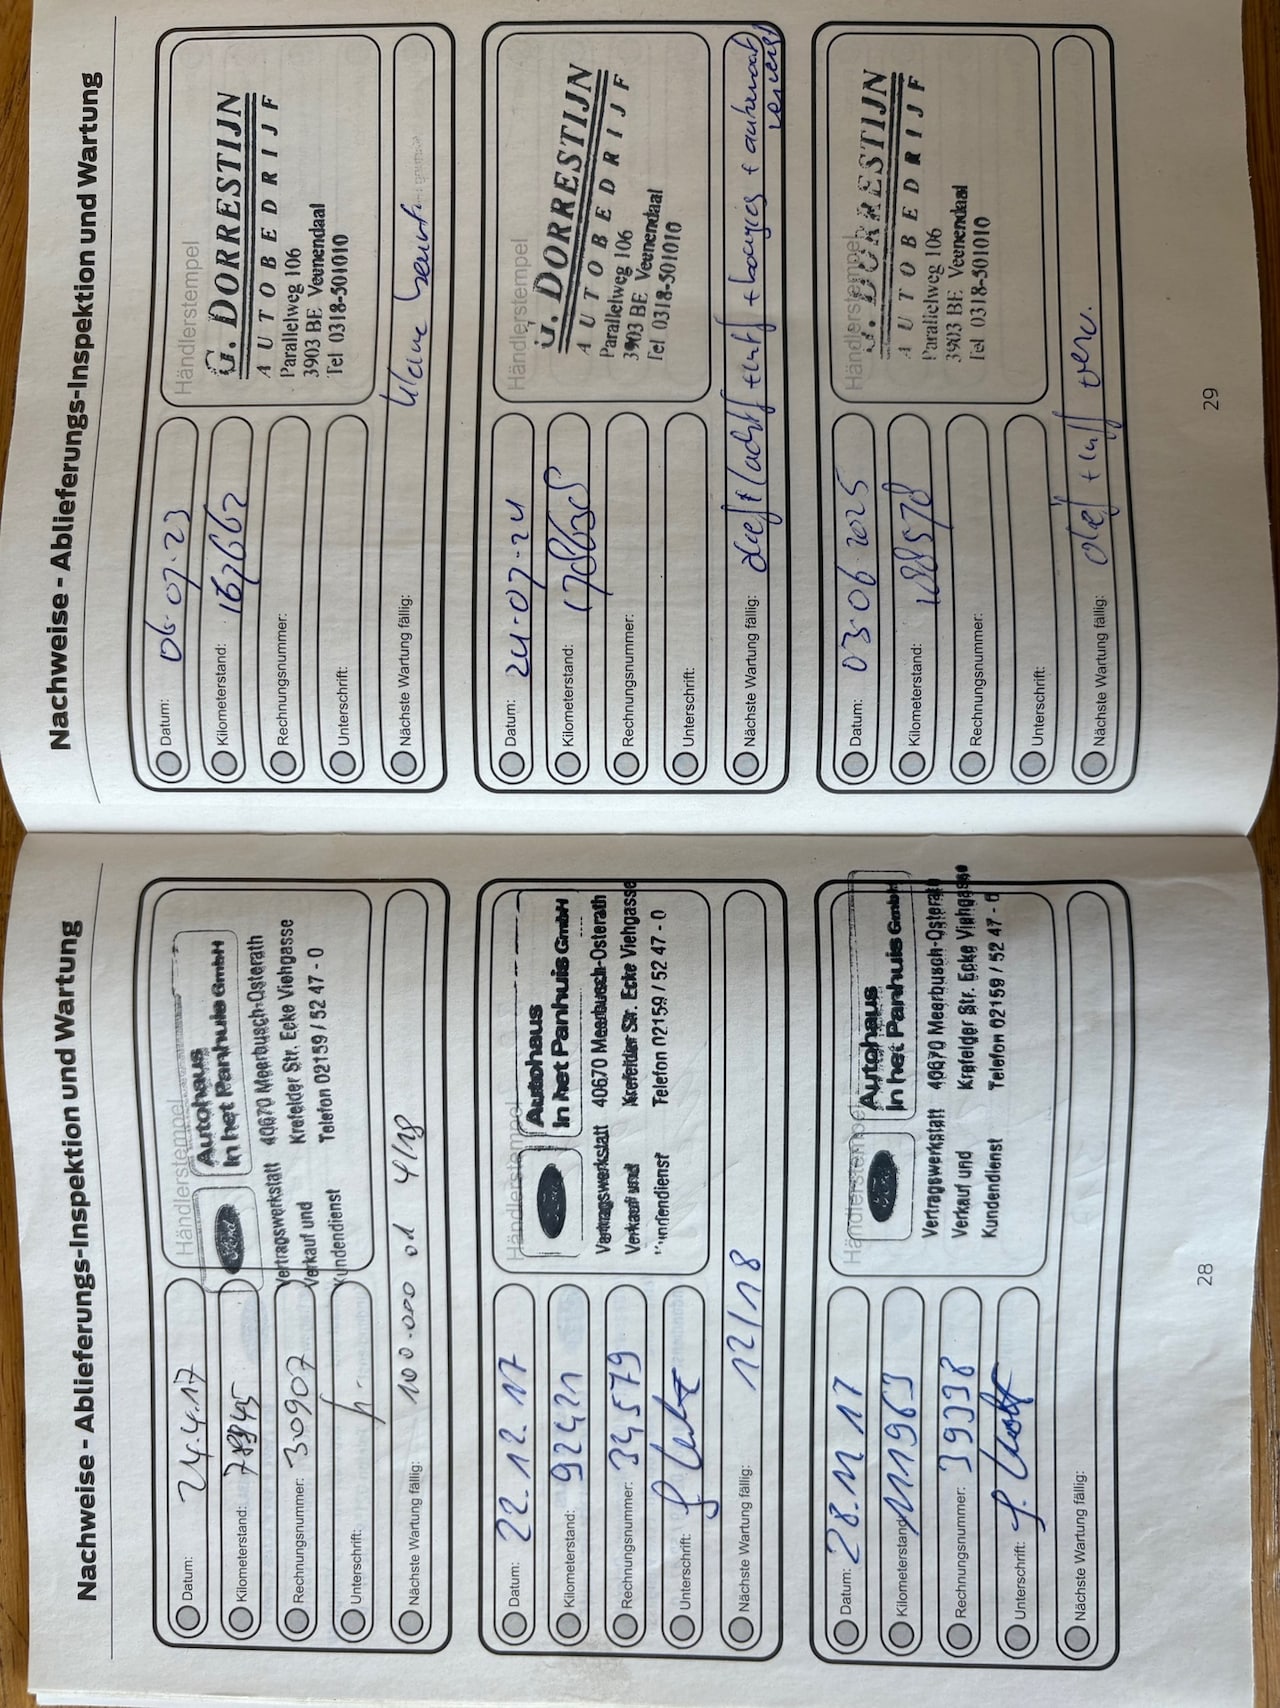 Nachweise - Ablieferungs-Inspektion und Wartung
Datum: 24.4.17
Kilometerstand:
Rechnungsnummer: 30907
Unterschrift:
Nächste Wartung fällig: 100.000 od 4/18
Händlerstempel
Ford
Autohaus
In het Panhuis GmbH
Vertragswerkstatt 40670 Meerbusch-Osterath
Verkauf und Krefelder Str. Ecke Viehgasse
Kundendienst Telefon 02159 / 52 47 - 0
Datum: 22.12.17
Kilometerstand: 92421
Rechnungsnummer: 34579
Unterschrift:
Nächste Wartung fällig: 12/18
Händlerstempel
Autohaus
In het Panhuis GmbH
Vertragswerkstatt 40670 Meerbusch-Osterath
Verkauf und Krefelder Str. Ecke Viehgasse
Kundendienst Telefon 02159 / 52 47 - 0
Datum: 28.11.17
Kilometerstand: 111963
Rechnungsnummer: 39338
Unterschrift:
Nächste Wartung fällig:
Händlerstempel
Autohaus
In het Panhuis GmbH
Vertragswerkstatt 40670 Meerbusch-Osterath
Verkauf und Krefelder Str. Ecke Viehgasse
Kundendienst Telefon 02159 / 52 47 - 0
28
Nachweise - Ablieferungs-Inspektion und Wartung
Datum: 06.07.23
Kilometerstand: 167662
Rechnungsnummer:
Unterschrift:
Nächste Wartung fällig: Kleine beurt
Händlerstempel
G. DORRESTIJN
AUTOBEDRIJF
Parallelweg 106
3903 BE Veenendaal
Tel 0318-501010
Datum: 24-07-24
Kilometerstand: 178635
Rechnungsnummer:
Unterschrift:
Nächste Wartung fällig: + bougies +
Händlerstempel
G. DORRESTIJN
AUTOBEDRIJF
Parallelweg 106
3903 BE Veenendaal
Tel 0318-501010
Datum: 03-06 2025
Kilometerstand: 188578
Rechnungsnummer:
Unterschrift:
Nächste Wartung fällig: + verv.
Händlerstempel
G. DORRESTIJN
AUTOBEDRIJF
Parallelweg 106
3903 BE Veenendaal
Tel 0318-501010
29